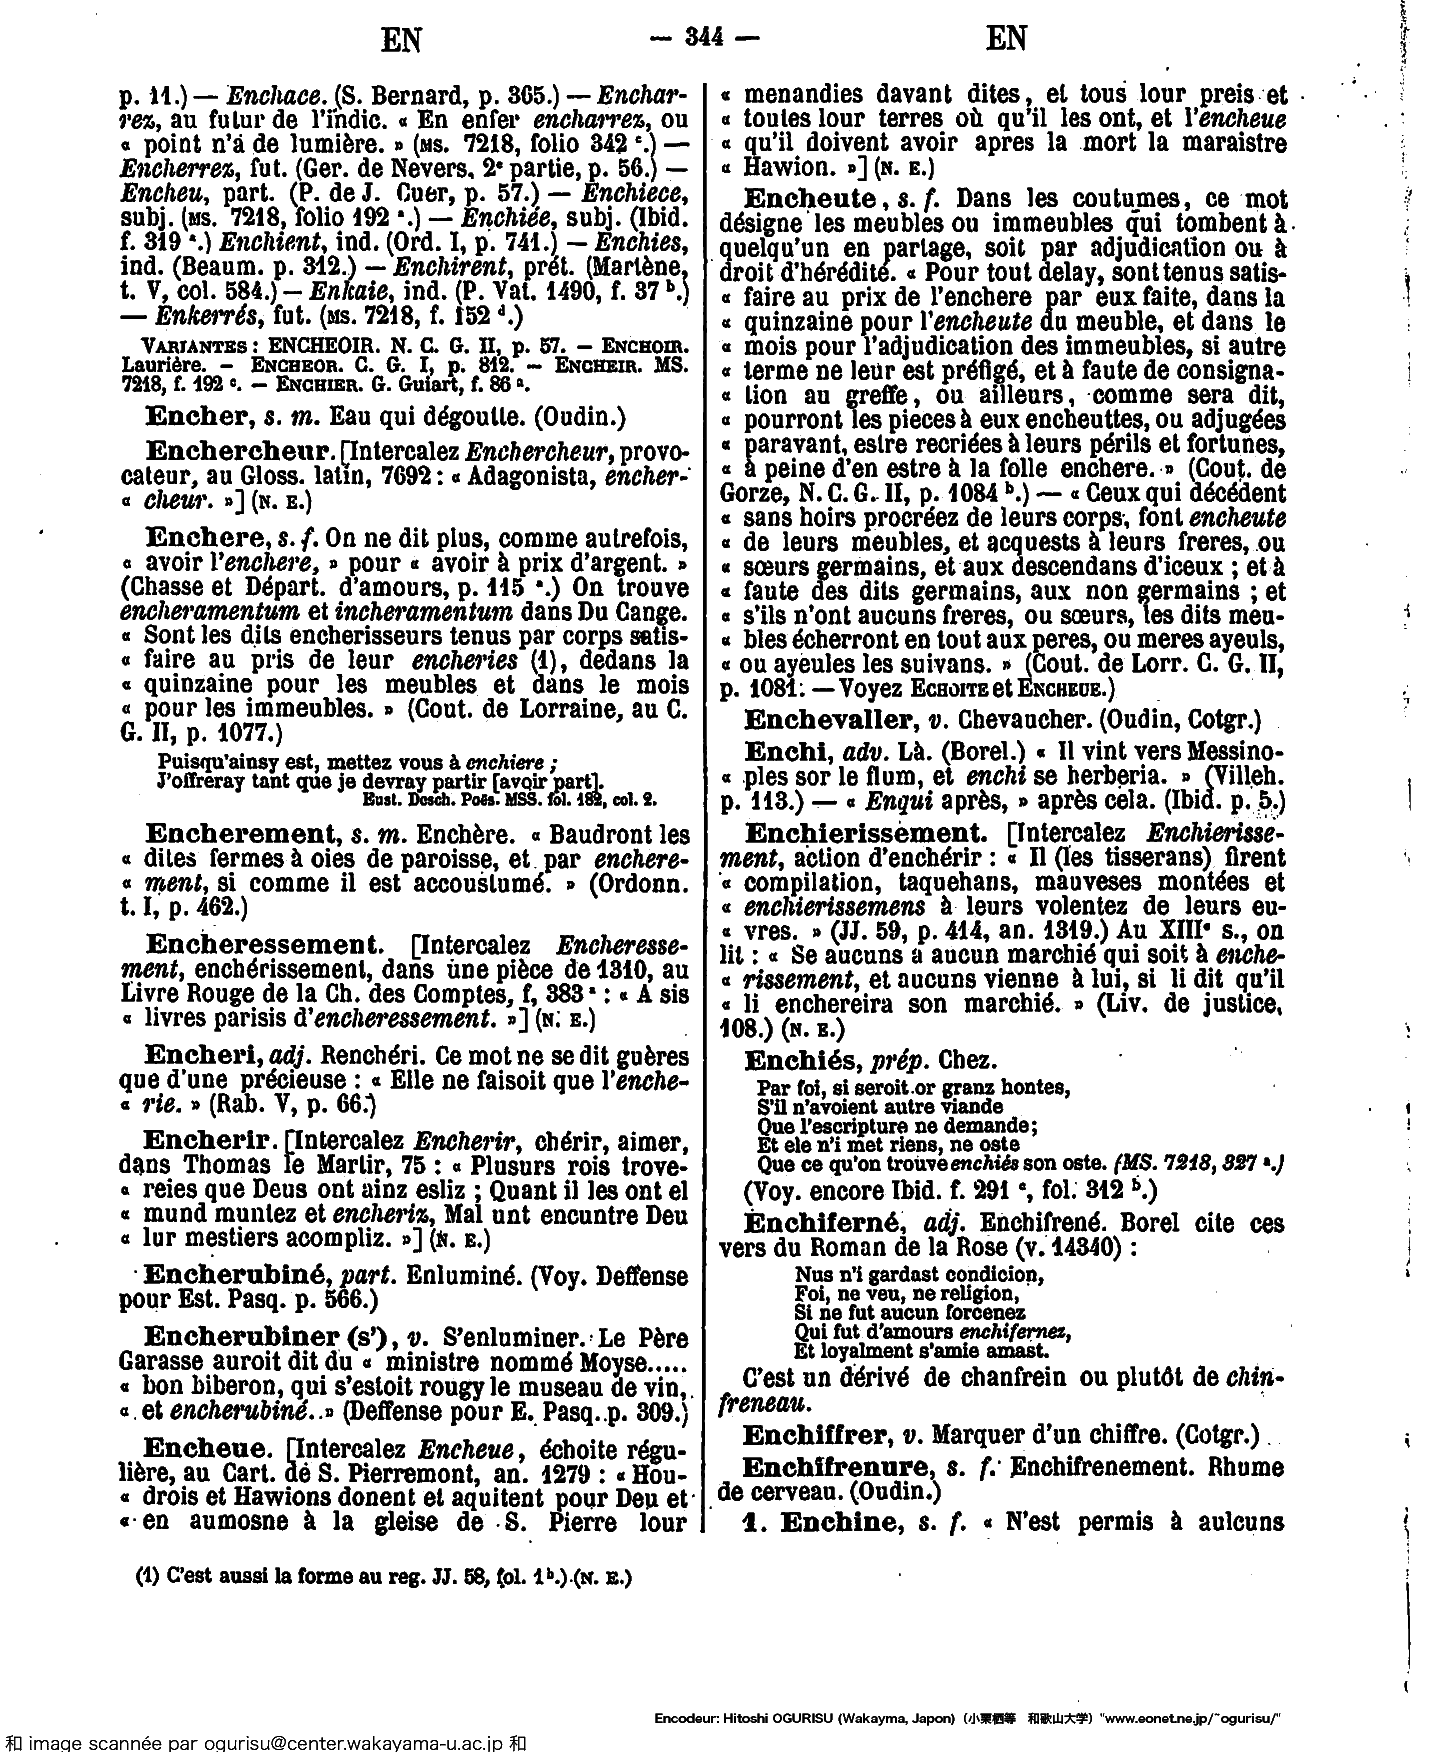 EN — 344 — EN
p. 11.) — Enchace. (S. Bernard, p. 365.) — Enchar-
rez, au futur de l'indic. « En enfer encharrez, ou
« point n'á de lumière. » (MS. 7218, folio 342 c.) —
Encherrez, fut. (Ger. de Nevers, 2e partie, p. 56.) —
Encheu, part. (P. de J. Cuer, p. 57.) — Enchiece,
subj. (MS. 7218, folio 192 a.) — Enchiée, subj. (Ibid.
f. 319 a.) Enchient, ind. (Ord. I, p. 741.) — Enchies,
ind. (Beaum. p. 312.) — Enchirent, prét. (Martène,
t. V, col. 584.) — Enkaie, ind. (P. Vat. 1490, f. 37 b.)
— Enkerrés, fut. (MS. 7218, f. 152 d.)
VARIANTES : ENCHEOIR. N. C. G. II, p. 57. — ENCHOIR.
Laurière. — ENCHEOR. C. G. I, p. 812. — ENCHEIR. MS.
7218, f. 192 c. — ENCHIER. G. Guiart, f. 86 a.
Encher, s. m. Eau qui dégoutte. (Oudin.)
Enchercheur. [Intercalez Enchercheur, provo-
cateur, au Gloss. latin, 7692 : « Adagonista, encher-
« cheur. »] (N. E.)
Enchere, s. f. On ne dit plus, comme autrefois,
« avoir l'enchere, » pour « avoir à prix d'argent. »
(Chasse et Départ. d'amours, p. 115 a.) On trouve
encheramentum et incheramentum dans Du Cange.
« Sont les dits encherisseurs tenus par corps satis-
« faire au pris de leur encheries (1), dedans la
« quinzaine pour les meubles et dans le mois
« pour les immeubles. » (Cout. de Lorraine, au C.
G. II, p. 1077.)
Puisqu'ainsy est, mettez vous à enchiere ;
J'offreray tant que je devray partir [avoir part].
Eust. Desch. Poës. MSS. fol. 182, col. 2.
Encherement, s. m. Enchère. « Baudront les
« dites fermes à oies de paroisse, et par enchere-
« ment, si comme il est accoustumé. » (Ordonn.
t. I, p. 462.)
Encheressement. [Intercalez Encheresse-
ment, enchérissement, dans une pièce de 1310, au
Livre Rouge de la Ch. des Comptes, f, 383 a : « A sis
« livres parisis d'encheressement. »] (N. E.)
Encheri, adj. Renchéri. Ce mot ne se dit guères
que d'une précieuse : « Elle ne faisoit que l'enche-
« rie. » (Rab. V, p. 66.)
Encherir. [Intercalez Encherir, chérir, aimer,
dans Thomas le Martir, 75 : « Plusurs rois trove-
« reies que Deus ont ainz esliz ; Quant il les ont el
« mund muntez et encheriz, Mal unt encuntre Deu
« lur mestiers acompliz. »] (N. E.)
Encherubiné, part. Enluminé. (Voy. Deffense
pour Est. Pasq. p. 566.)
Encherubiner (s'), v. S'enluminer. Le Père
Garasse auroit dit du « ministre nommé Moyse.....
« bon biberon, qui s'estoit rougy le museau de vin,
« et encherubiné. » (Deffense pour E. Pasq. p. 309.)
Encheue. [Intercalez Encheue, échoite régu-
lière, au Cart. de S. Pierremont, an. 1279 : « Hou-
« drois et Hawions donent et aquitent pour Deu et
« en aumosne à la gleise de S. Pierre lour
(1) C'est aussi la forme au reg. JJ. 58, fol. 1 b.) (N. E.)
« menandies davant dites, et tous lour preis et
« toutes lour terres où qu'il les ont, et l'encheue
« qu'il doivent avoir apres la mort la maraistre
« Hawion. »] (N. E.)
Encheute, s. f. Dans les coutumes, ce mot
désigne les meubles ou immeubles qui tombent à
quelqu'un en partage, soit par adjudication ou à
droit d'hérédité. « Pour tout delay, sont tenus satis-
« faire au prix de l'enchere par eux faite, dans la
« quinzaine pour l'encheute du meuble, et dans le
« mois pour l'adjudication des immeubles, si autre
« terme ne leur est préfigé, et à faute de consigna-
« tion au greffe, ou ailleurs, comme sera dit,
« pourront les pieces à eux encheuttes, ou adjugées
« paravant, estre recriées à leurs périls et fortunes,
« à peine d'en estre à la folle enchere. » (Cout. de
Gorze, N. C. G. II, p. 1084 b.) — « Ceux qui décédent
« sans hoirs procréez de leurs corps, font encheute
« de leurs meubles, et acquests à leurs freres, ou
« sœurs germains, et aux descendans d'iceux ; et à
« faute des dits germains, aux non germains ; et
« s'ils n'ont aucuns freres, ou sœurs, les dits meu-
« bles écherront en tout aux peres, ou meres ayeuls,
« ou ayeules les suivans. » (Cout. de Lorr. C. G. II,
p. 1081. — Voyez ECHOITE et ENCHEUE.)
Enchevaller, v. Chevaucher. (Oudin, Cotgr.)
Enchi, adv. Là. (Borel.) « Il vint vers Messino-
« ples sor le flum, et enchi se herberia. » (Villeh.
p. 113.) — « Enqui après, » après cela. (Ibid. p. 5.)
Enchierissement. [Intercalez Enchierisse-
ment, action d'enchérir : « Il (les tisserans) firent
« compilation, taquehans, mauveses montées et
« enchierissemens à leurs volentez de leurs eu-
« vres. » (JJ. 59, p. 414, an. 1319.) Au XIIIe s., on
lit : « Se aucuns a aucun marchié qui soit à enche-
« rissement, et aucuns vienne à lui, si li dit qu'il
« li enchereira son marchié. » (Liv. de justice,
108.) (N. E.)
Enchiés, prép. Chez.
Par foi, si seroit or granz hontes,
S'il n'avoient autre viande
Que l'escripture ne demande;
Et ele n'i met riens, ne oste
Que ce qu'on trouve enchiés son oste. (MS. 7218, 327 a.)
(Voy. encore Ibid. f. 291 c, fol. 312 b.)
Enchiferné, adj. Enchifrené. Borel cite ces
vers du Roman de la Rose (v. 14340) :
Nus n'i gardast condicion,
Foi, ne veu, ne religion,
Si ne fut aucun forcenez
Qui fut d'amours enchifernez,
Et loyalment s'amie amast.
C'est un dérivé de chanfrein ou plutôt de chin-
freneau.
Enchiffrer, v. Marquer d'un chiffre. (Cotgr.)
Enchifrenure, s. f. Enchifrenement. Rhume
de cerveau. (Oudin.)
1. Enchine, s. f. « N'est permis à aulcuns
Encodeur: Hitoshi OGURISU (Wakayma, Japon) (小栗栖等 和歌山大学) "www.eonet.ne.jp/~ogurisu/"
和 image scannée par ogurisu@center.wakayama-u.ac.jp 和